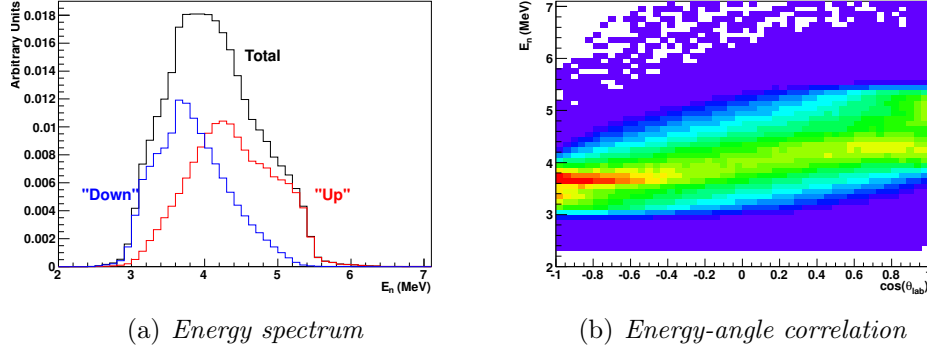 Arbitrary Units
0.018
0.016
0.014
0.012
0.01
0.008
0.006
0.004
0.002
0
Total
"Down"
"Up"
2 3 4 5 6 7
E_n (MeV)
(a) Energy spectrum
E_n (MeV)
7
6
5
4
3
2
-1 -0.8 -0.6 -0.4 -0.2 0 0.2 0.4 0.6 0.8 1
cos(θ_lab)
(b) Energy-angle correlation